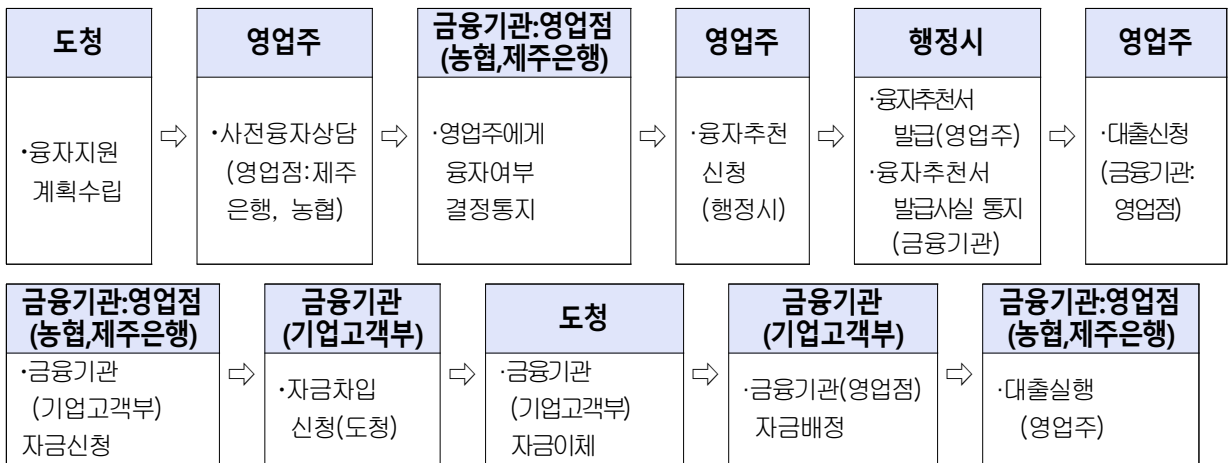 도청
·융자지원
계획수립
⇨
영업주
·사전융자상담
(영업점:제주
은행, 농협)
⇨
금융기관:영업점
(농협,제주은행)
·영업주에게
융자여부
결정통지
⇨
영업주
·융자추천
신청
(행정시)
⇨
행정시
·융자추천서
발급(영업주)
·융자추천서
발급사실 통지
(금융기관)
⇨
영업주
·대출신청
(금융기관:
영업점)
금융기관:영업점
(농협,제주은행)
·금융기관
(기업고객부)
자금신청
⇨
금융기관
(기업고객부)
·자금차입
신청(도청)
⇨
도청
·금융기관
(기업고객부)
자금이체
⇨
금융기관
(기업고객부)
·금융기관(영업점)
자금배정
⇨
금융기관:영업점
(농협,제주은행)
·대출실행
(영업주)